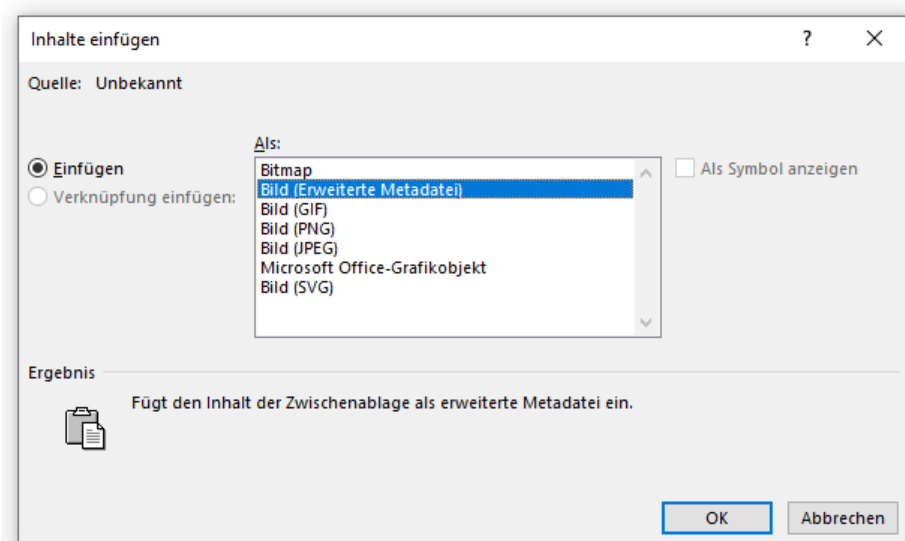 Inhalte einfügen
?
Quelle: Unbekannt
Als:
Einfügen
Verknüpfung einfügen:
Bitmap
Bild (Erweiterte Metadatei)
Bild (GIF)
Bild (PNG)
Bild (JPEG)
Microsoft Office-Grafikobjekt
Bild (SVG)
Als Symbol anzeigen
Ergebnis
Fügt den Inhalt der Zwischenablage als erweiterte Metadatei ein.
OK
Abbrechen